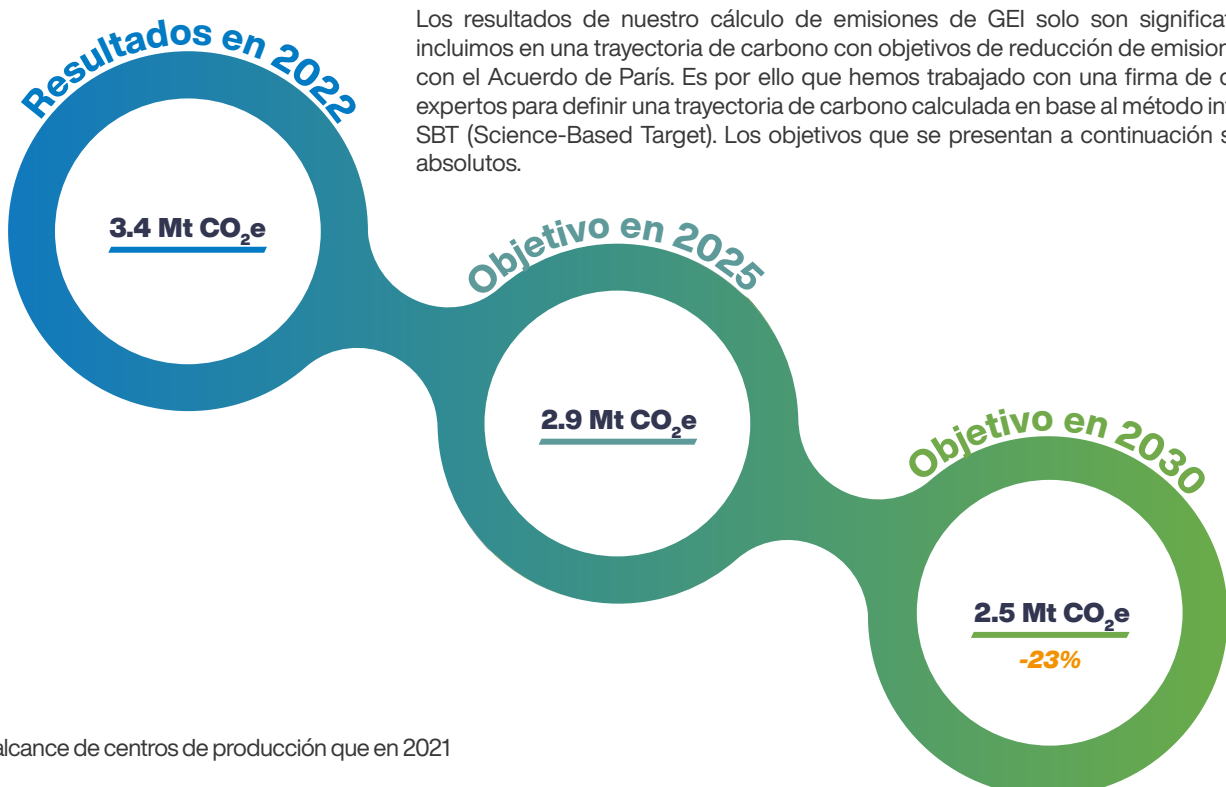 Los resultados de nuestro cálculo de emisiones de GEI solo son
incluimos en una trayectoria de carbono con objetivos de reducción de
con el Acuerdo de París. Es por ello que hemos trabajado con una firma de
expertos para definir una trayectoria de carbono calculada en base al método
SBT (Science-Based Target). Los objetivos que se presentan a continuación
absolutos.
Resultados en 2022
3.4 Mt CO₂e
Objetivo en 2025
2.9 Mt CO₂e
Objetivo en 2030
2.5 Mt CO₂e
-23%
alcance de centros de producción que en 2021